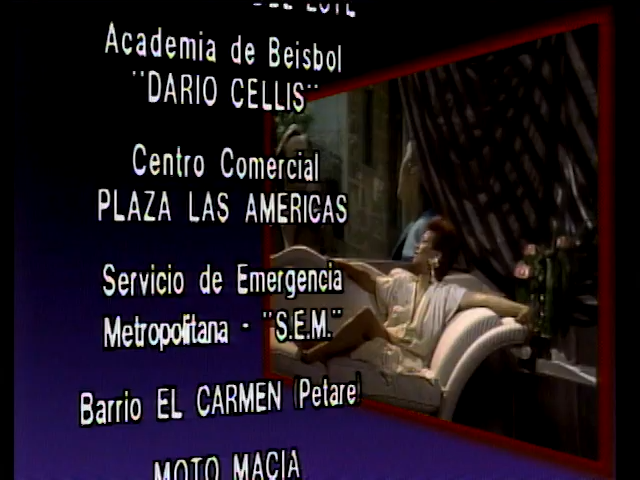 Academia de Beisbol
"DARIO CELLIS"
Centro Comercial
PLAZA LAS AMERICAS
Servicio de Emergencia
Metropolitana - "S.E.M."
Barrio EL CARMEN (Petare)
MOTO MACIA